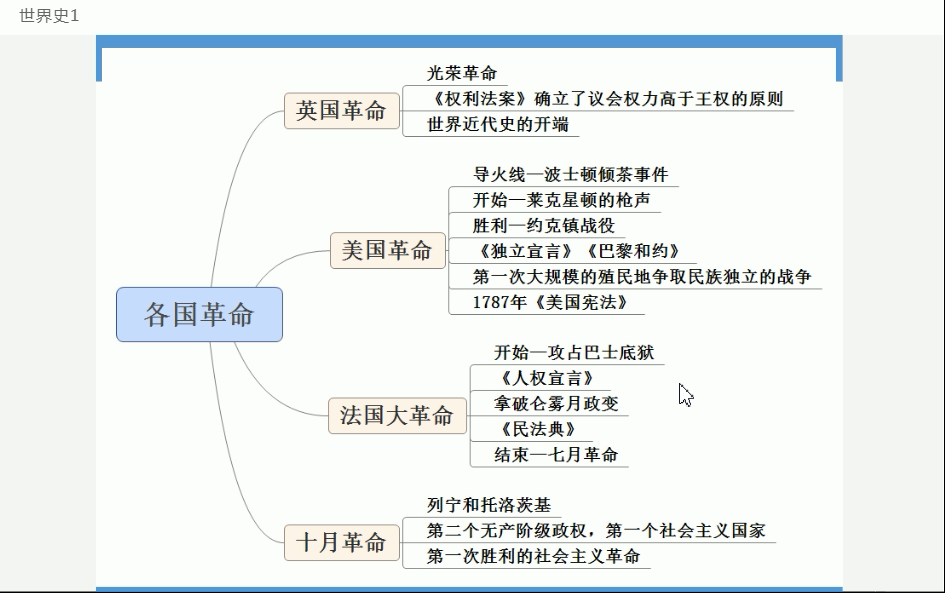 世界史1
各国革命
英国革命
光荣革命
《权利法案》确立了议会权力高于王权的原则
世界近代史的开端
美国革命
导火线—波士顿倾茶事件
开始—莱克星顿的枪声
胜利—约克镇战役
《独立宣言》《巴黎和约》
第一次大规模的殖民地争取民族独立的战争
1787年《美国宪法》
法国大革命
开始—攻占巴士底狱
《人权宣言》
拿破仑雾月政变
《民法典》
结束—七月革命
十月革命
列宁和托洛茨基
第二个无产阶级政权，第一个社会主义国家
第一次胜利的社会主义革命